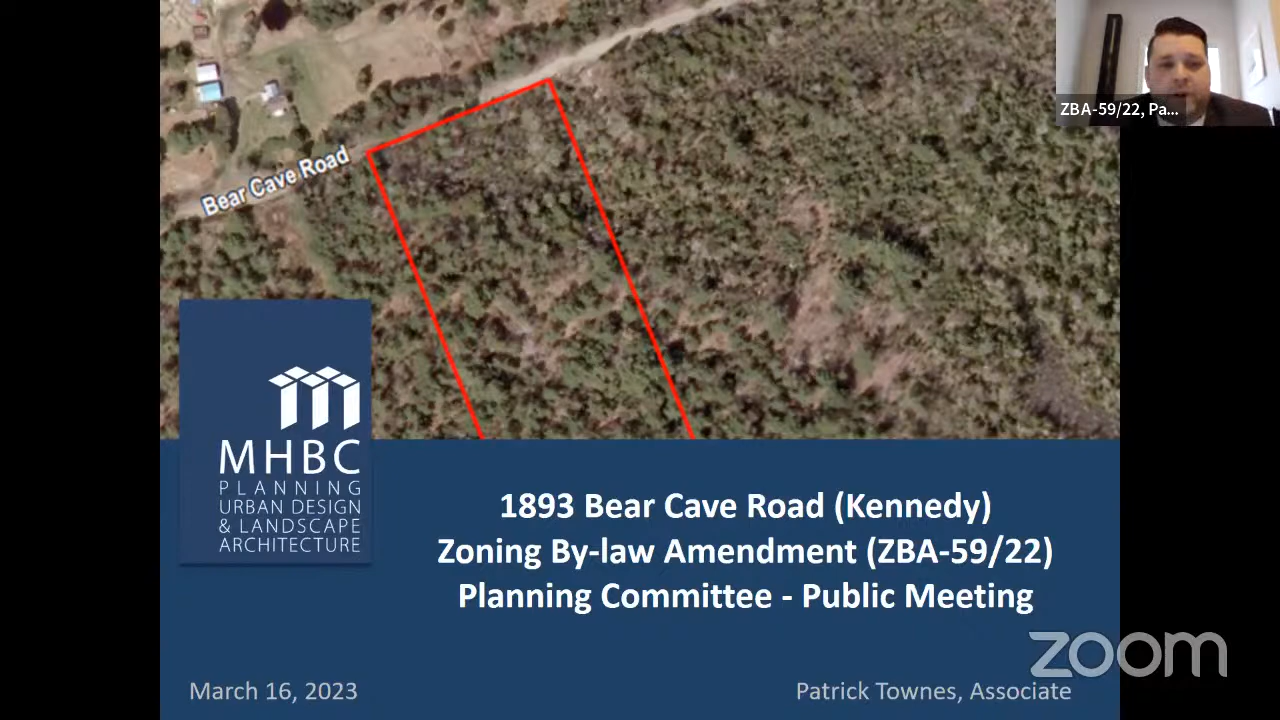 ZBA-59/22, Pa...
Bear Cave Road
MHBC
PLANNING
URBAN DESIGN
& LANDSCAPE
ARCHITECTURE
1893 Bear Cave Road (Kennedy)
Zoning By-law Amendment (ZBA-59/22)
Planning Committee - Public Meeting
zoom
March 16, 2023
Patrick Townes, Associate